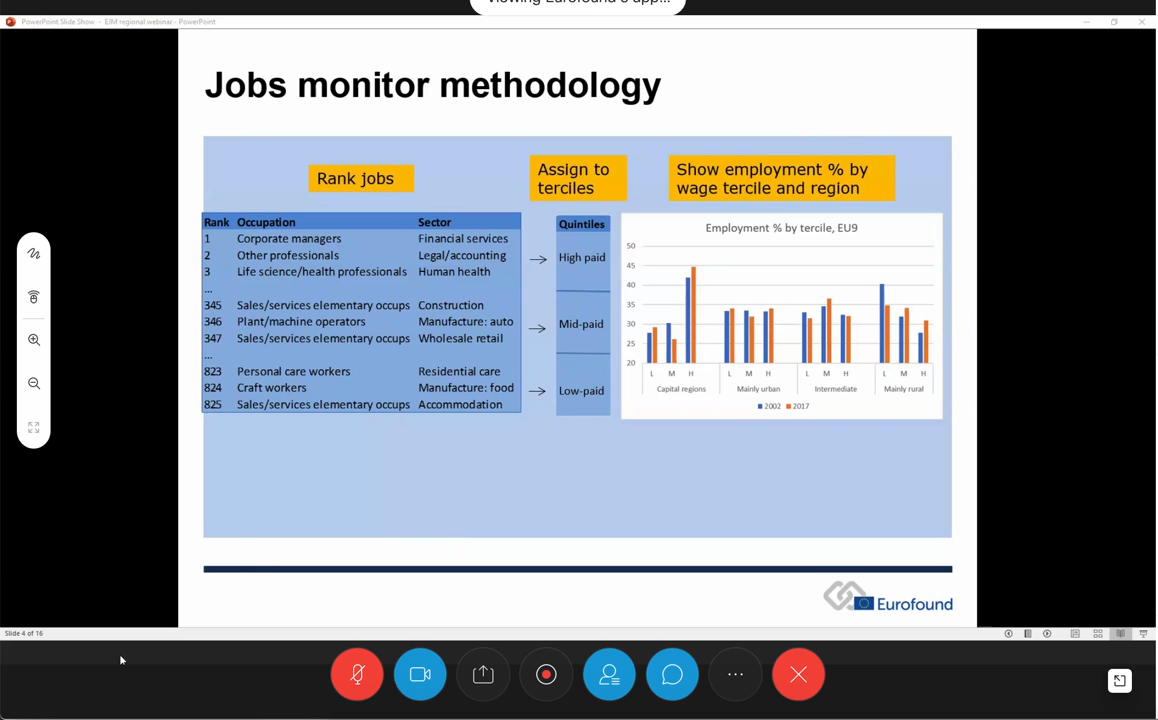 Viewing Eurofound's app...
PowerPoint Slide Show - EJM regional webinar - PowerPoint
Jobs monitor methodology
Rank jobs
Assign to
terciles
Show employment % by
wage tercile and region
Rank Occupation Sector
1 Corporate managers Financial services
2 Other professionals Legal/accounting
3 Life science/health professionals Human health
...
345 Sales/services elementary occups Construction
346 Plant/machine operators Manufacture: auto
347 Sales/services elementary occups Wholesale retail
...
823 Personal care workers Residential care
824 Craft workers Manufacture: food
825 Sales/services elementary occups Accommodation
Quintiles
High paid
Mid-paid
Low-paid
Employment % by tercile, EU9
50
45
40
35
30
25
20
L M H L M H L M H L M H
Capital regions Mainly urban Intermediate Mainly rural
2002 2017
Eurofound
Slide 4 of 16